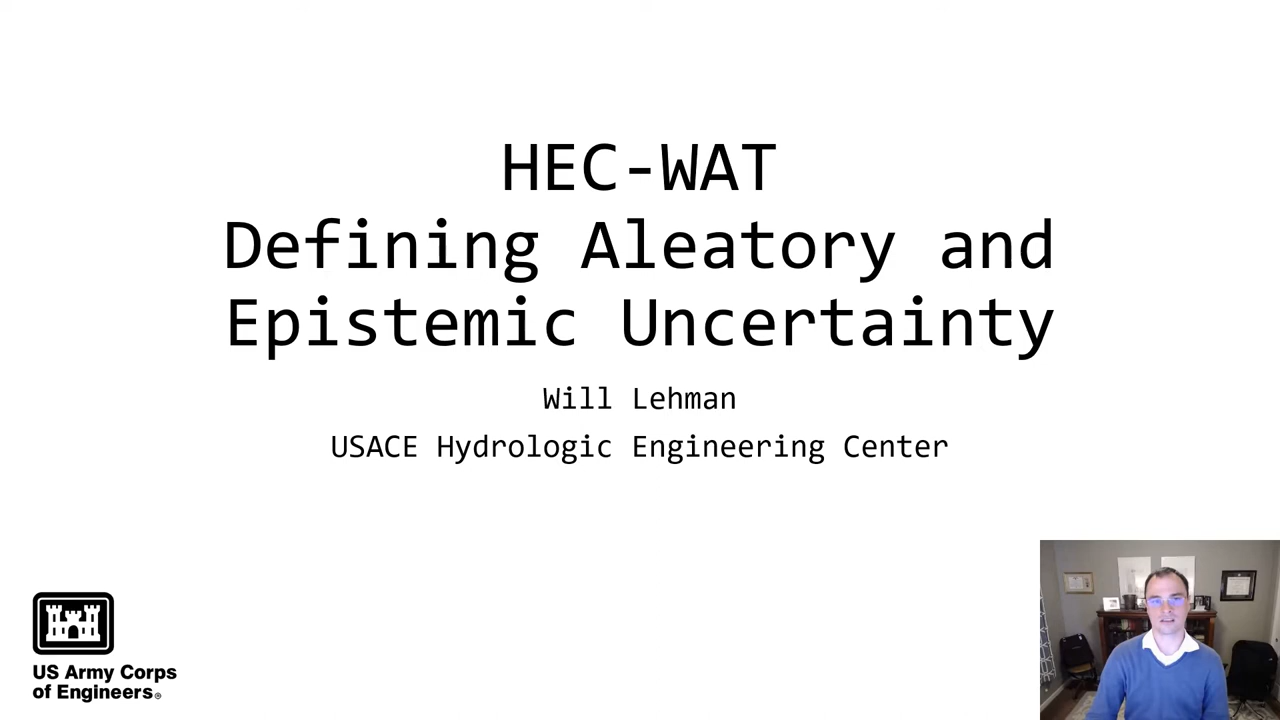 HEC-WAT
Defining Aleatory and
Epistemic Uncertainty
Will Lehman
USACE Hydrologic Engineering Center
US Army Corps
of Engineers®